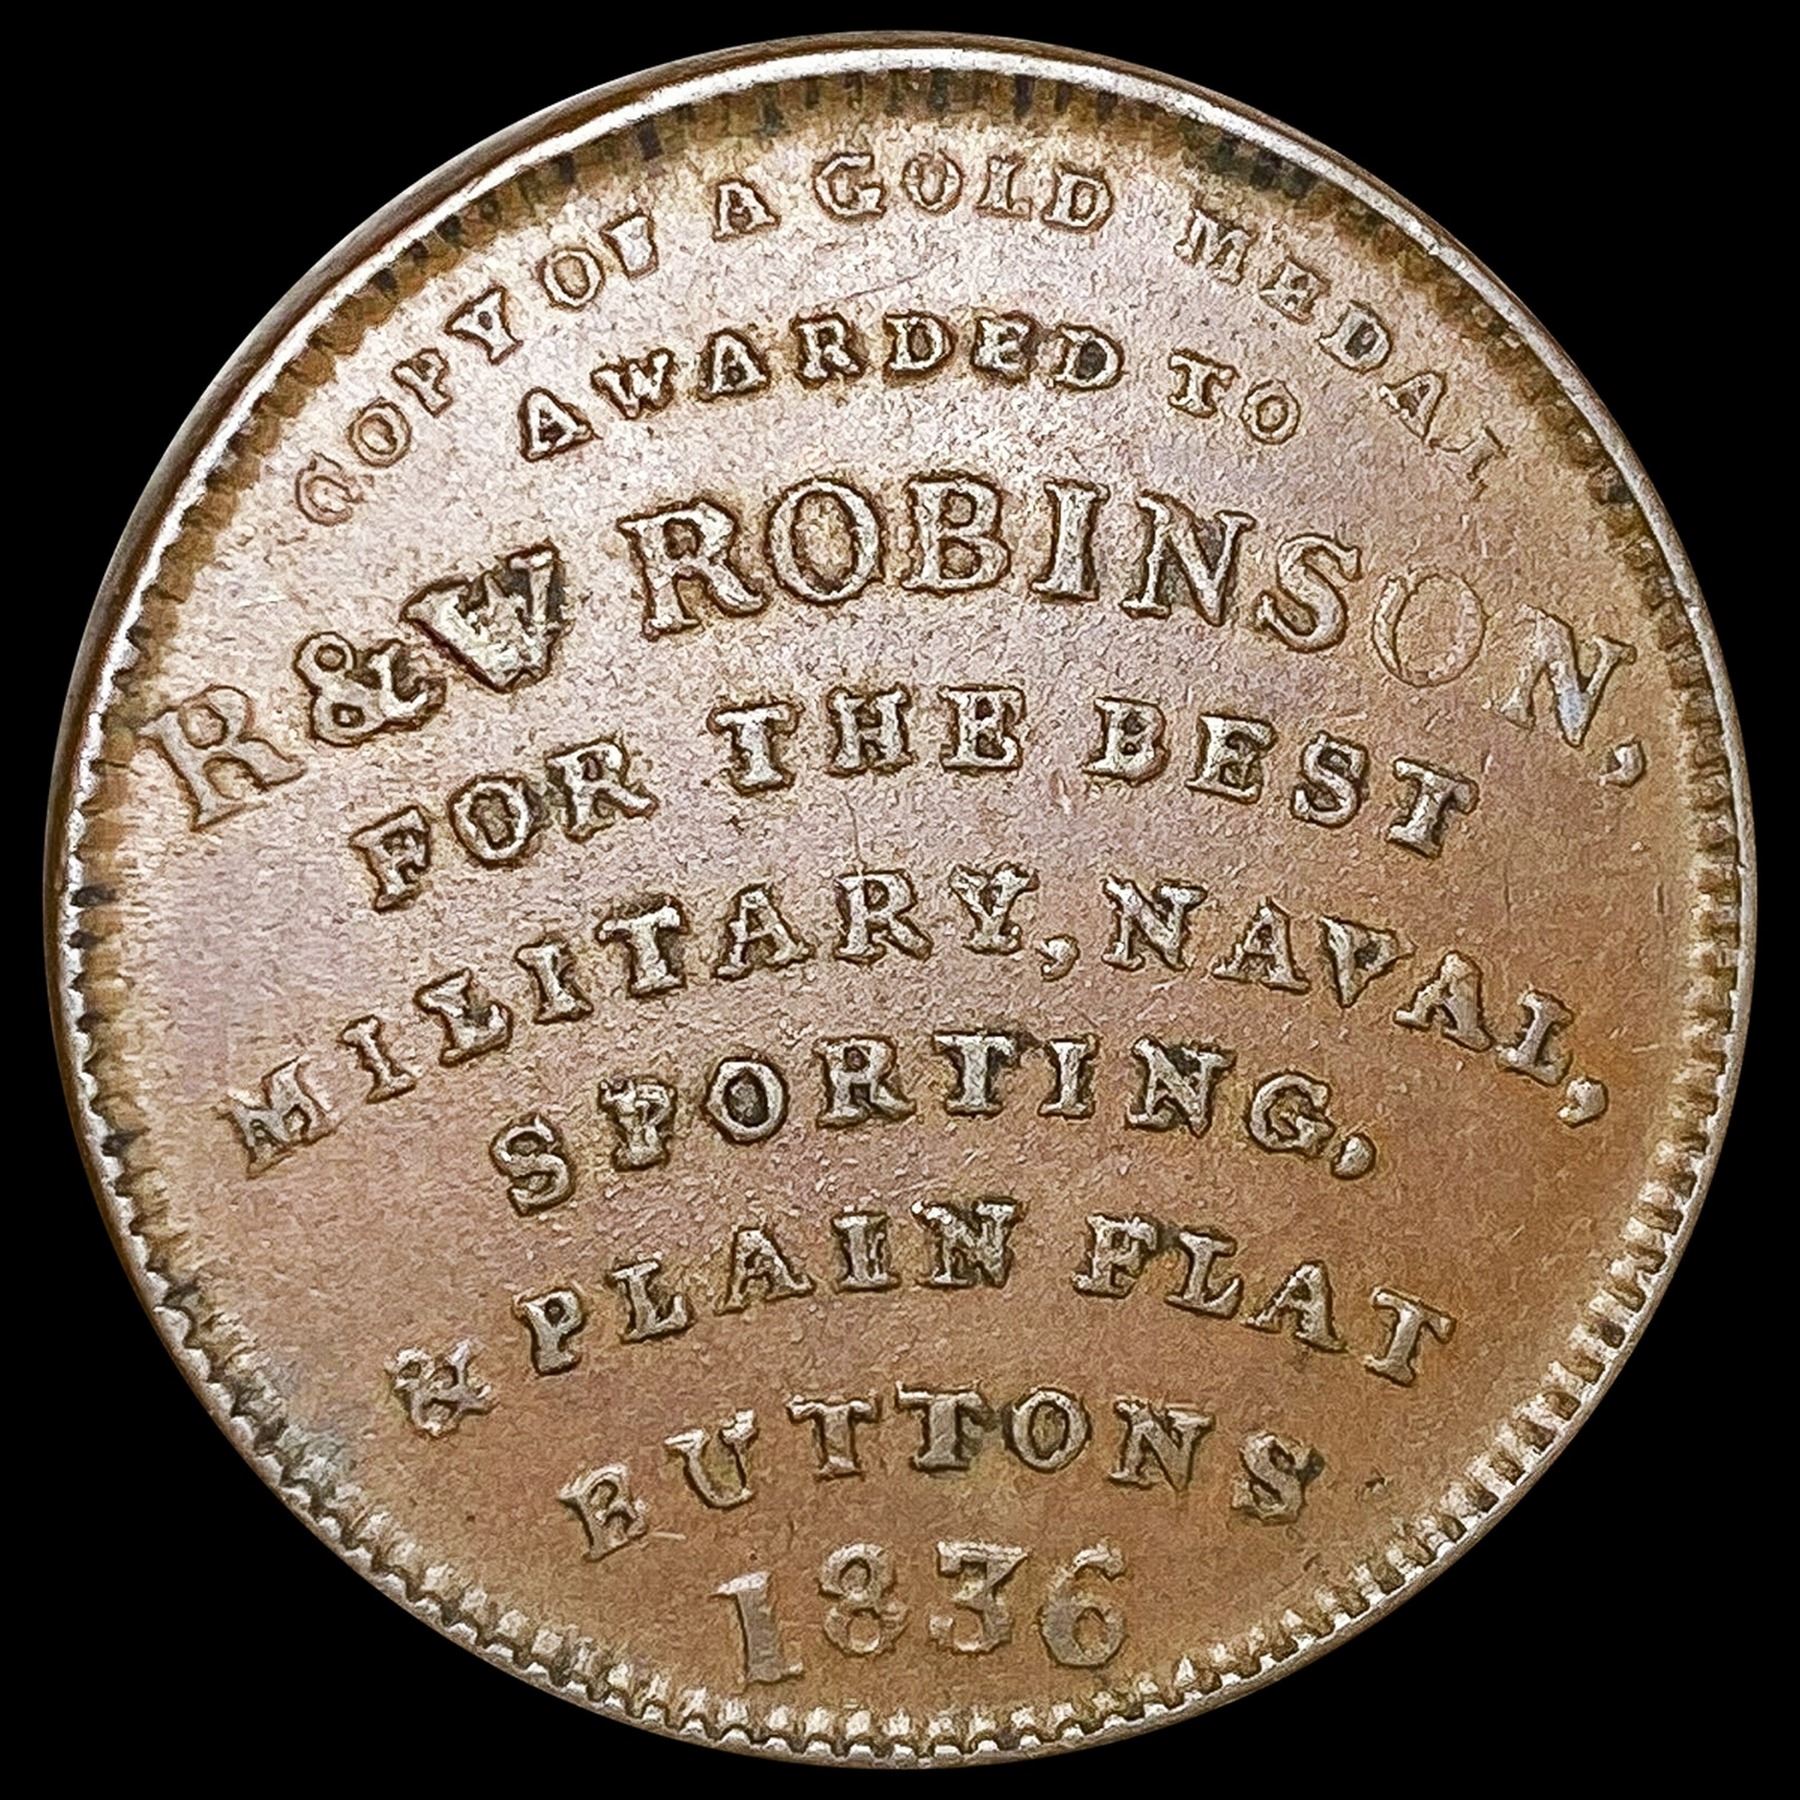 COPY OF A GOLD MEDAL
AWARDED TO
R & W ROBINSON,
FOR THE BEST
MILITARY, NAVAL,
SPORTING,
& PLAIN FLAT
BUTTONS
1836